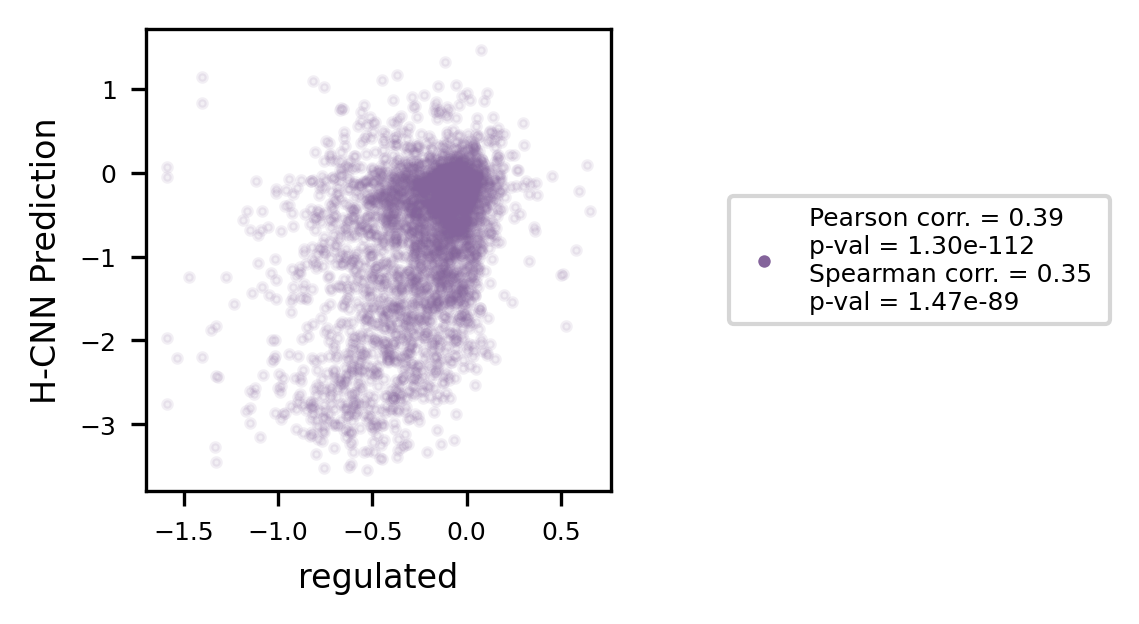 H-CNN Prediction
1
0
−1
−2
−3
−1.5 −1.0 −0.5 0.0 0.5
regulated
Pearson corr. = 0.39
p-val = 1.30e-112
Spearman corr. = 0.35
p-val = 1.47e-89